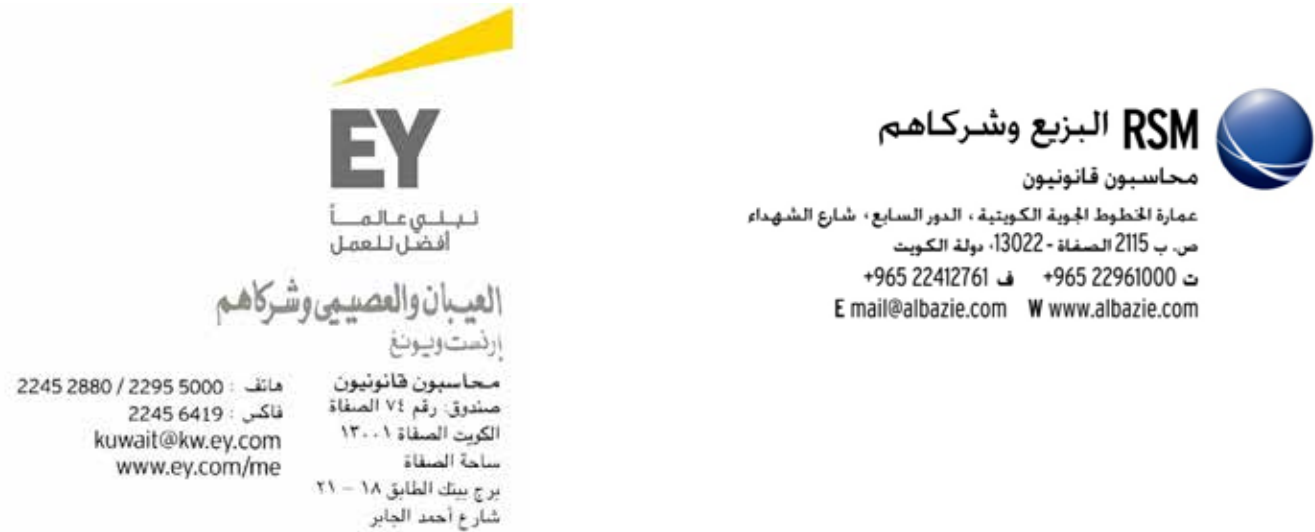 RSM البزيع وشركاهم
محاسبون قانونيون
عمارة الخطوط الجوية الكويتية ، الدور السابع، شارع الشهداء
ص. ب 2115 الصفاة - 13022، دولة الكويت
ت 22961000 965+ ف 22412761 965+
E mail@albazie.com W www.albazie.com
EY
نبني عالمـــاً
أفضل للعمل
العيبان والعصيمي وشركاهم
إرنست ويونغ
محاسبون قانونيون
صندوق: رقم ٧٤ الصفاة
الكويت الصفاة ١٣٠٠١
ساحة الصفاة
برج بيتك الطابق ١٨ – ٢١
شارع أحمد الجابر
هاتف : 2245 2880 / 2295 5000
فاكس : 2245 6419
kuwait@kw.ey.com
www.ey.com/me